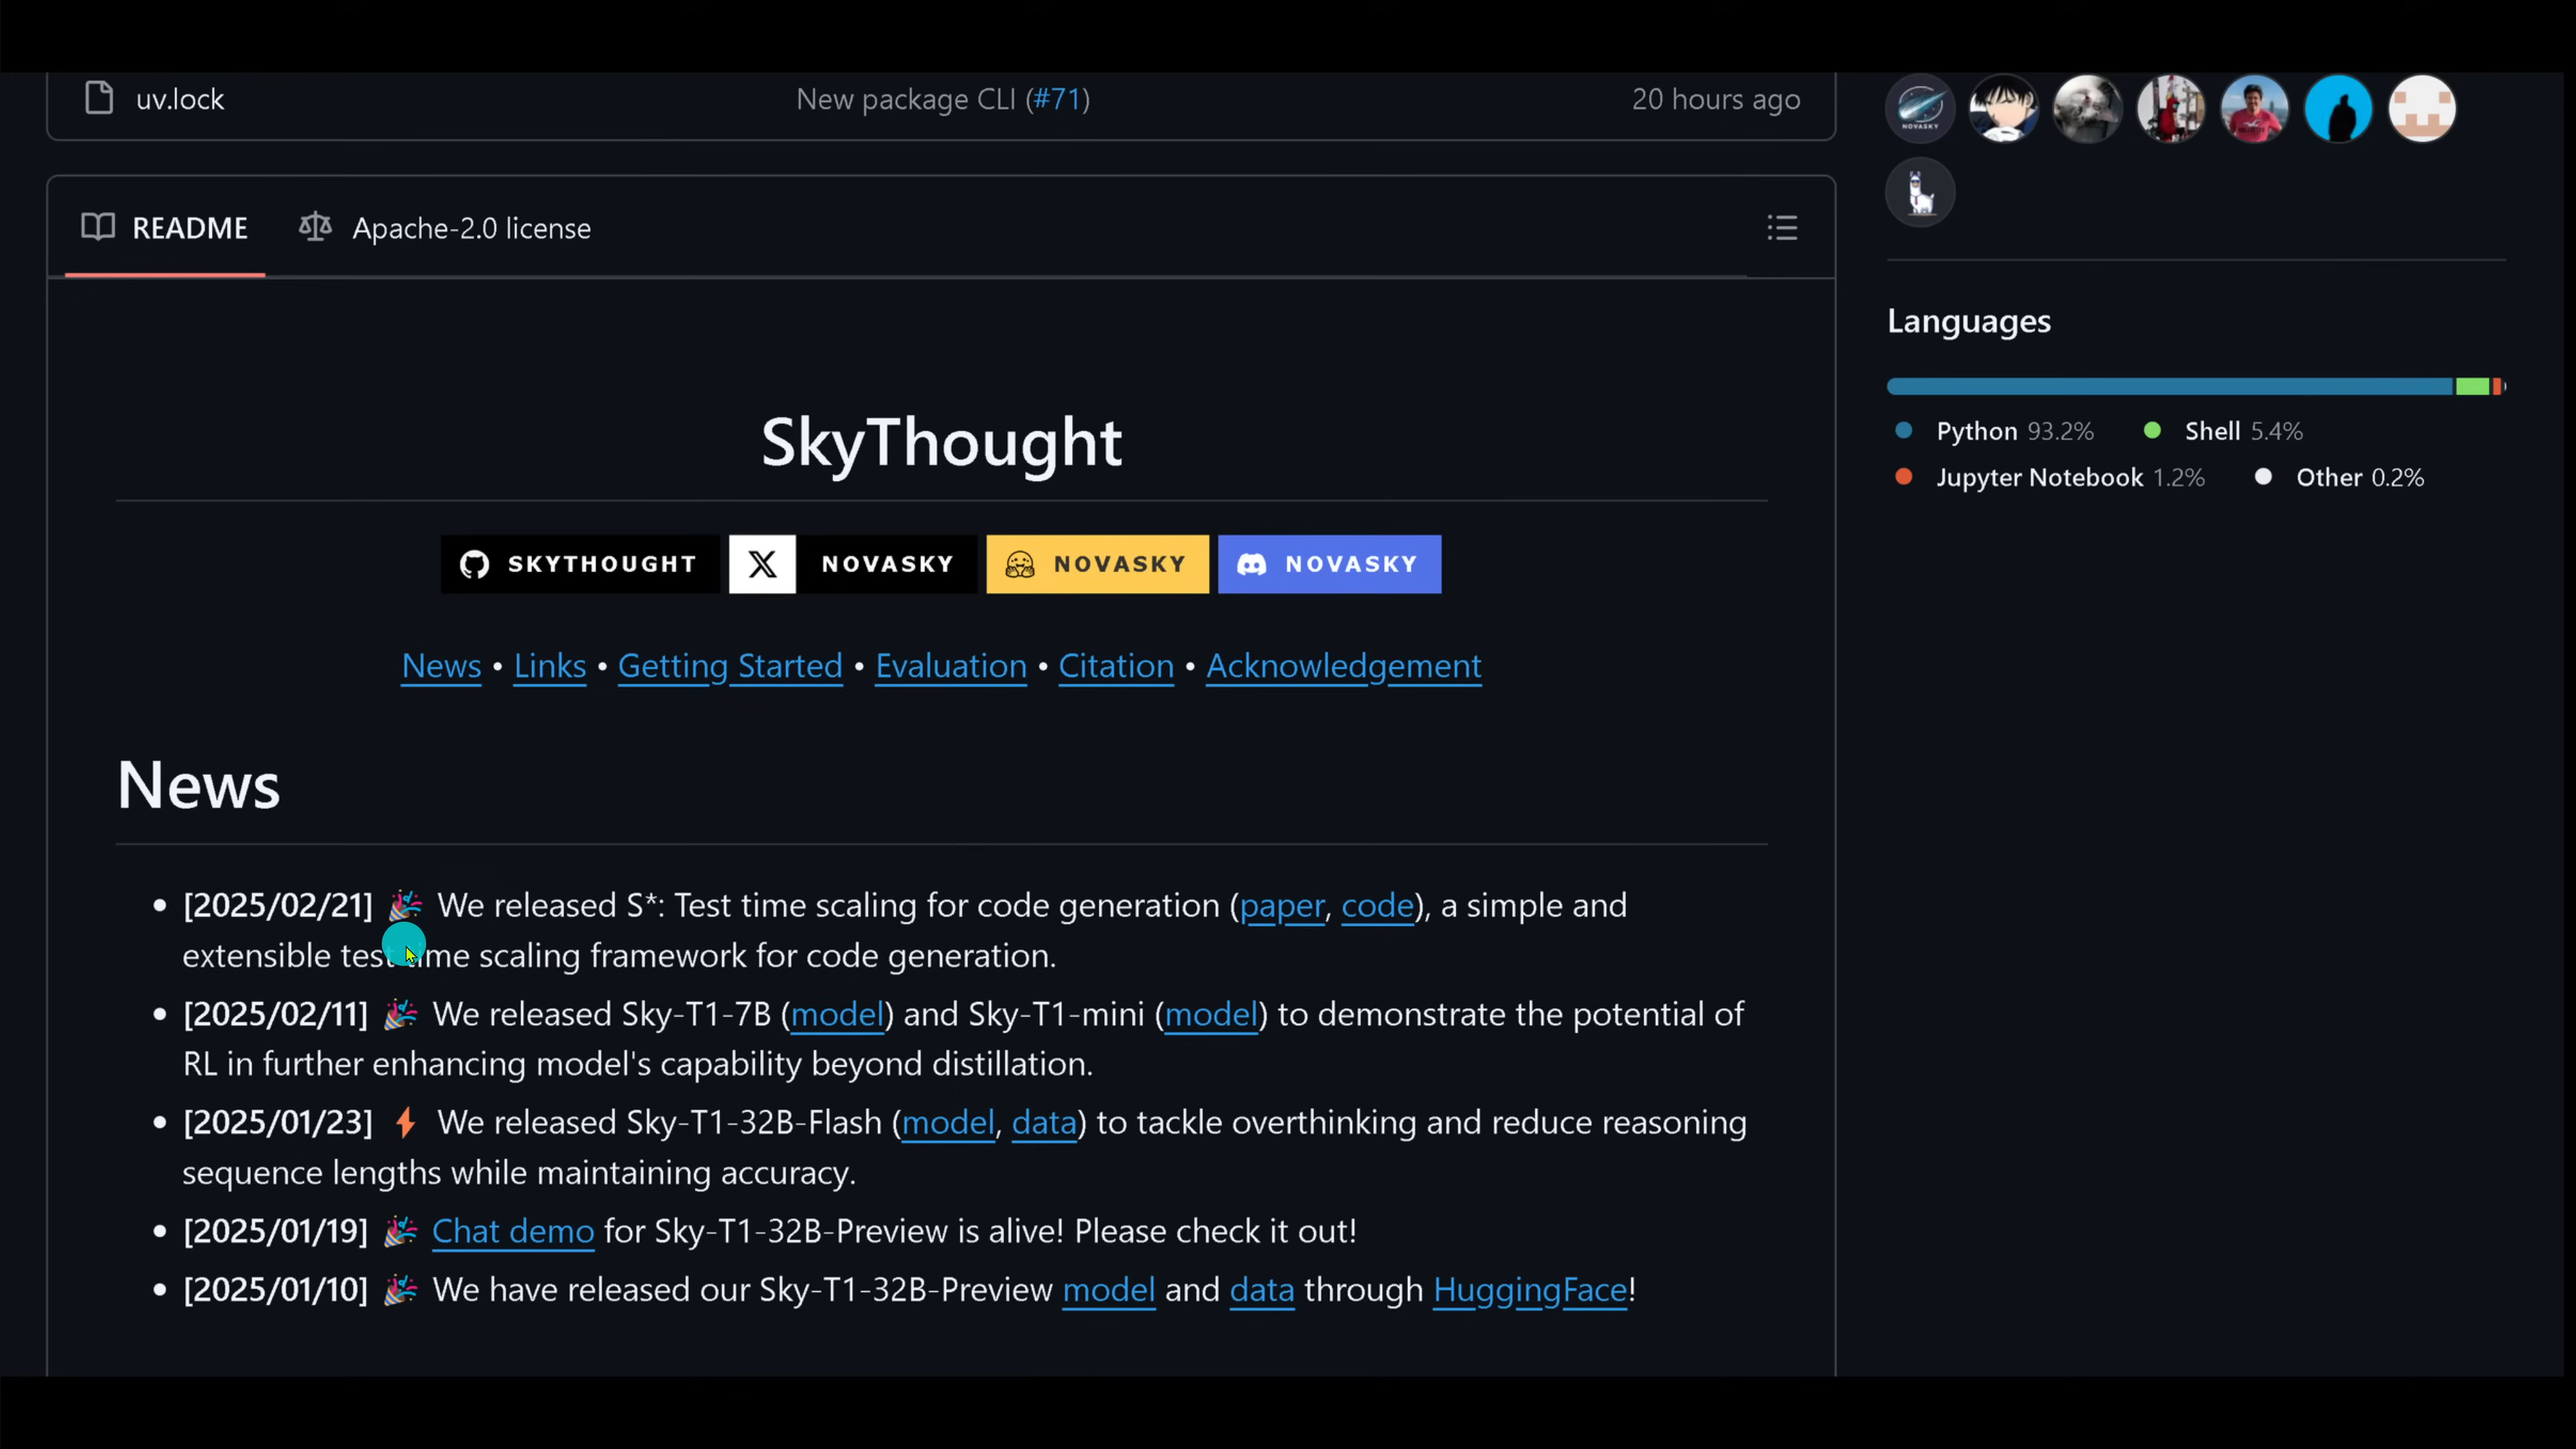 uv.lock New package CLI (#71) 20 hours ago
NOVASKY
README Apache-2.0 license
SkyThought
SKYTHOUGHT X NOVASKY NOVASKY NOVASKY
News • Links • Getting Started • Evaluation • Citation • Acknowledgement
News
• [2025/02/21] 🎉 We released S*: Test time scaling for code generation (paper, code), a simple and
extensible test time scaling framework for code generation.
• [2025/02/11] 🎉 We released Sky-T1-7B (model) and Sky-T1-mini (model) to demonstrate the potential of
RL in further enhancing model's capability beyond distillation.
• [2025/01/23] ⚡ We released Sky-T1-32B-Flash (model, data) to tackle overthinking and reduce reasoning
sequence lengths while maintaining accuracy.
• [2025/01/19] 🎉 Chat demo for Sky-T1-32B-Preview is alive! Please check it out!
• [2025/01/10] 🎉 We have released our Sky-T1-32B-Preview model and data through HuggingFace!
Languages
Python 93.2% Shell 5.4%
Jupyter Notebook 1.2% Other 0.2%